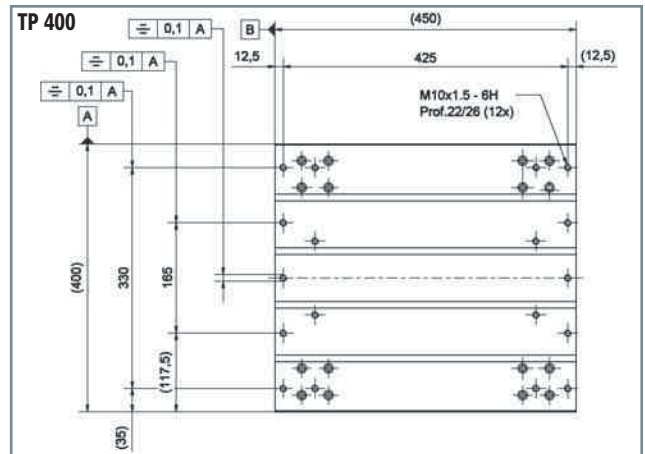 TP 400
⌯ 0,1 A
B
(450)
12,5
425
(12,5)
⌯ 0,1 A
⌯ 0,1 A
A
M10x1.5 - 6H
Prof.22/26 (12x)
(400)
330
165
(117,5)
(35)